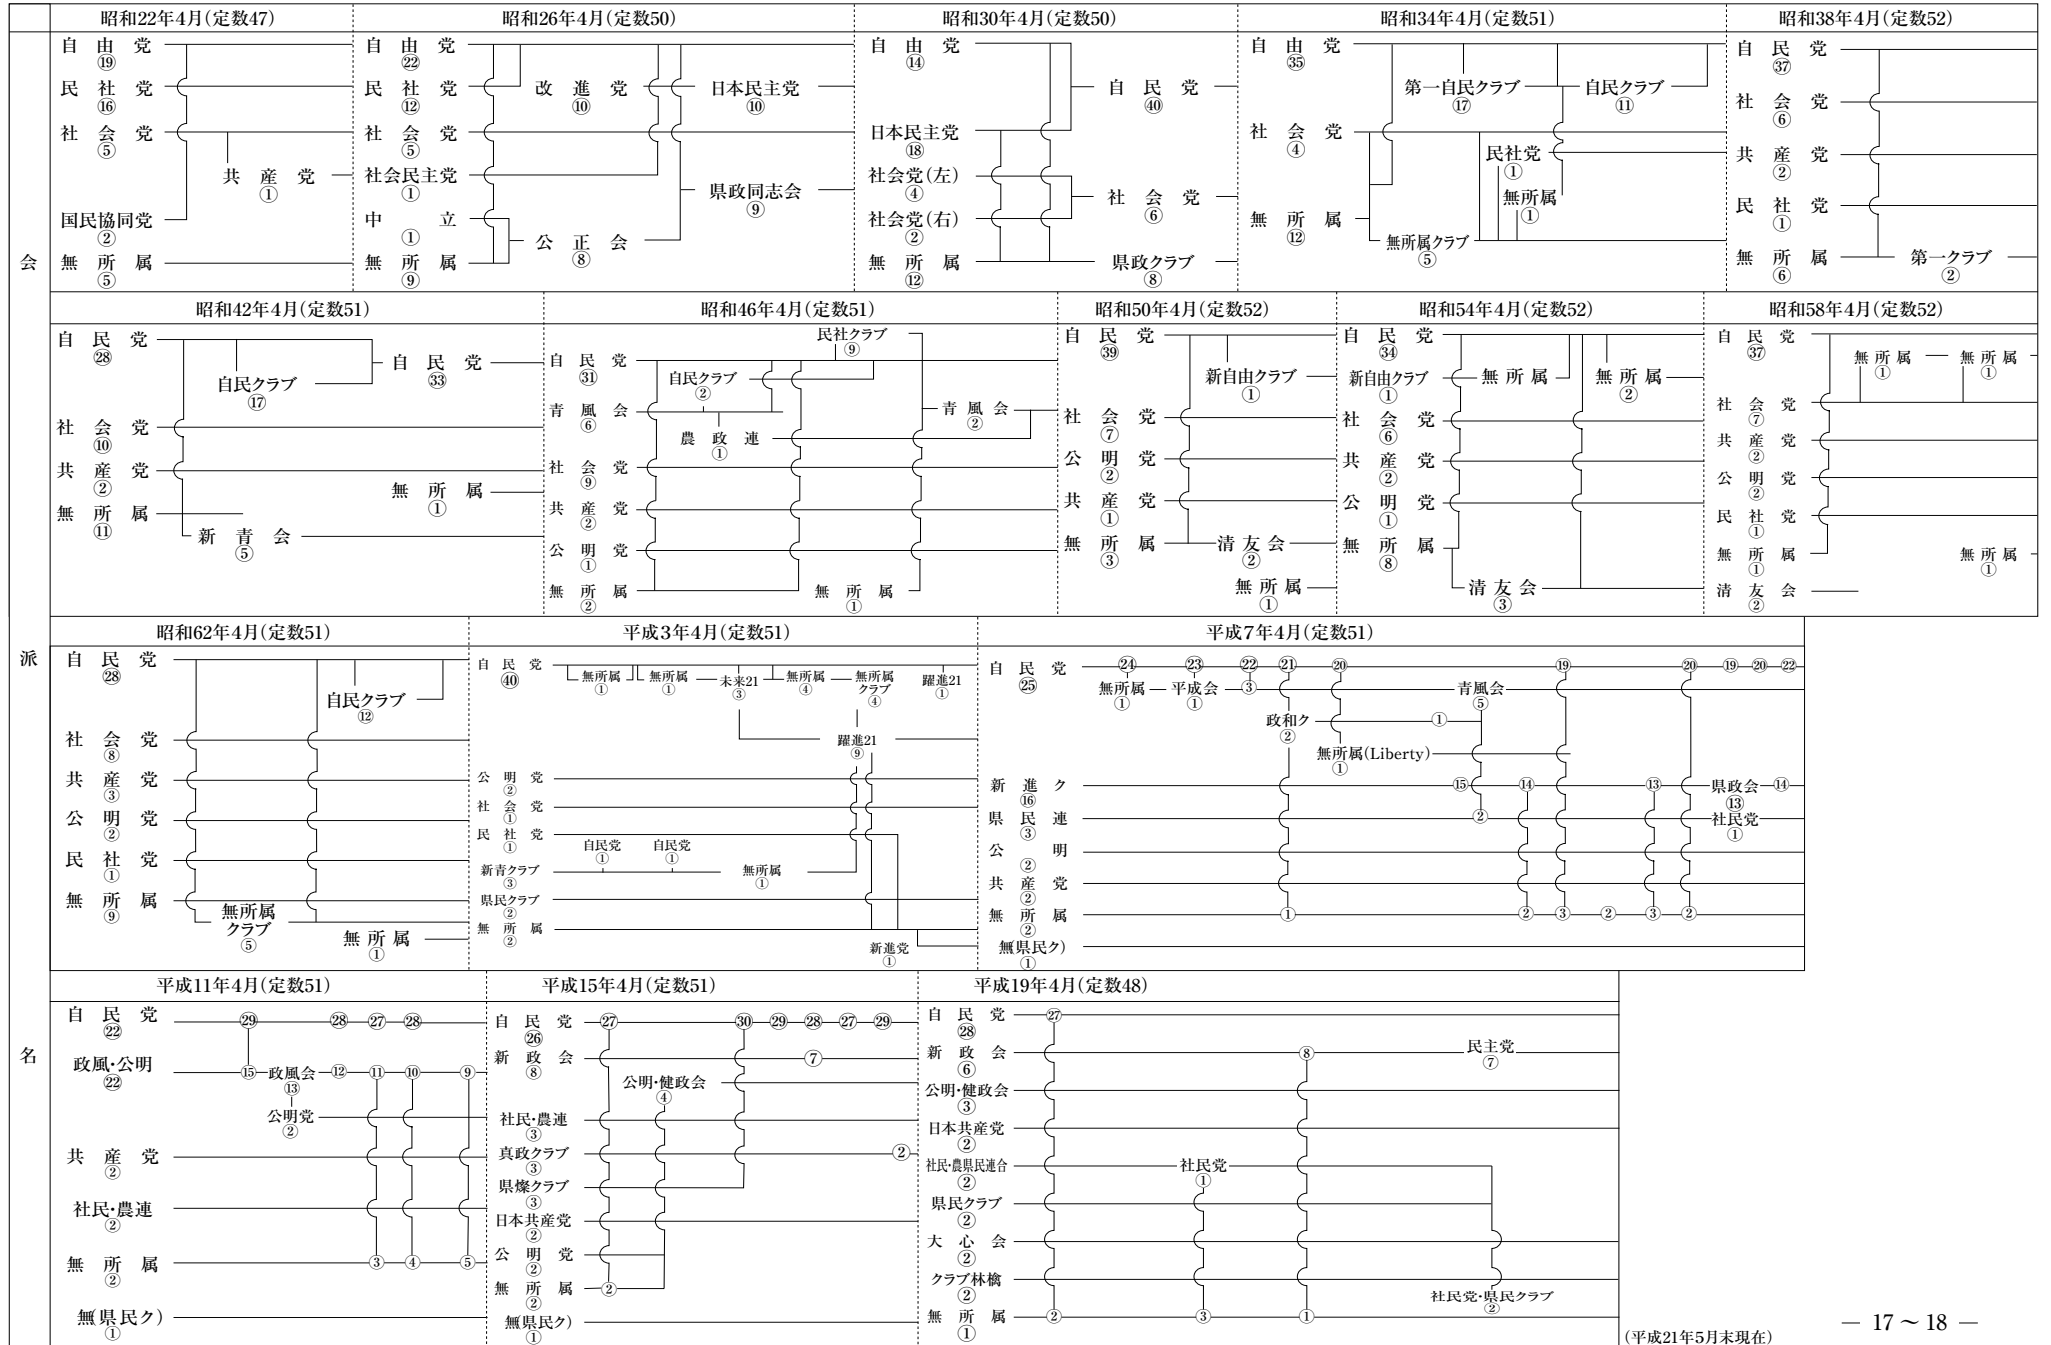 会派名
昭和22年4月(定数47)
自由党
⑲
民社党
⑯
社会党
⑤
共産党
①
国民協同党
②
無所属
⑤
昭和26年4月(定数50)
自由党
㉒
民社党
⑫
改進党
⑩
日本民主党
⑩
社会党
⑤
社会民主党
①
県政同志会
⑨
中立
①
公正会
⑧
無所属
⑨
昭和30年4月(定数50)
自由党
⑭
自民党
㊵
日本民主党
⑱
社会党(左)
④
社会党
⑥
社会党(右)
②
無所属
⑫
県政クラブ
⑧
昭和34年4月(定数51)
自由党
㉟
第一自民クラブ
⑰
自民クラブ
⑪
社会党
④
民社党
①
無所属
①
無所属
⑫
無所属クラブ
⑤
昭和38年4月(定数52)
自民党
㊲
社会党
⑥
共産党
②
民社党
①
無所属
⑥
第一クラブ
②
昭和42年4月(定数51)
自民党
㉘
自民党
㉝
自民クラブ
⑰
社会党
⑩
共産党
②
無所属
①
無所属
⑪
新青会
⑤
昭和46年4月(定数51)
民社クラブ
⑨
自民党
㉛
自民クラブ
②
青風会
⑥
青風会
②
農政連
①
社会党
⑨
共産党
②
公明党
①
無所属
②
無所属
①
昭和50年4月(定数52)
自民党
㊴
新自由クラブ
①
社会党
⑦
公明党
②
共産党
①
無所属
③
清友会
②
無所属
①
昭和54年4月(定数52)
自民党
㉞
新自由クラブ
①
無所属
無所属
②
社会党
⑥
共産党
②
公明党
①
無所属
⑧
清友会
③
昭和58年4月(定数52)
自民党
㊲
無所属
①
無所属
①
社会党
⑦
共産党
②
公明党
②
民社党
①
無所属
①
無所属
①
清友会
②
昭和62年4月(定数51)
自民党
㉘
自民クラブ
⑫
社会党
⑧
共産党
③
公明党
②
民社党
①
無所属
⑨
無所属
クラブ
⑤
無所属
①
平成3年4月(定数51)
自民党
㊵
無所属
①
無所属
①
未来21
③
無所属
④
無所属
クラブ
④
躍進21
①
躍進21
⑨
公明党
②
社会党
①
民社党
①
新青クラブ
③
自民党
①
自民党
①
無所属
①
県民クラブ
②
無所属
②
新進党
①
平成7年4月(定数51)
自民党
㉕
㉔ ㉓ ㉒ ㉑ ⑳ ⑲ ⑳ ⑲ ⑳ ㉒
無所属
①
平成会
①
③
青風会
⑤
政和ク
②
①
無所属(Liberty)
①
新進ク
⑯
⑮ ⑭ ⑬
県政会
⑬
⑭
県民連
③
②
社民党
①
公明
②
共産党
②
無所属
②
① ② ③ ② ③ ②
無(県民ク)
①
平成11年4月(定数51)
自民党
㉒
㉙ ㉘ ㉗ ㉘
政風・公明
㉒
⑮
政風会
⑬
⑫ ⑪ ⑩ ⑨
公明党
②
共産党
②
社民・農連
②
無所属
②
③ ④ ⑤
無(県民ク)
①
平成15年4月(定数51)
自民党
㉖
㉗ ㉚ ㉙ ㉘ ㉗ ㉙
新政会
⑧
⑦
公明・健政会
④
社民・農連
③
真政クラブ
③
②
県燦クラブ
③
日本共産党
②
公明党
②
無所属
②
②
無(県民ク)
①
平成19年4月(定数48)
自民党
㉘
㉗
新政会
⑥
⑧
民主党
⑦
公明・健政会
③
日本共産党
②
社民・農県民連合
②
社民党
①
県民クラブ
②
大心会
②
クラブ林檎
②
社民党・県民クラブ
②
無所属
①
② ③ ①
(平成21年5月末現在)
― 17～18 ―